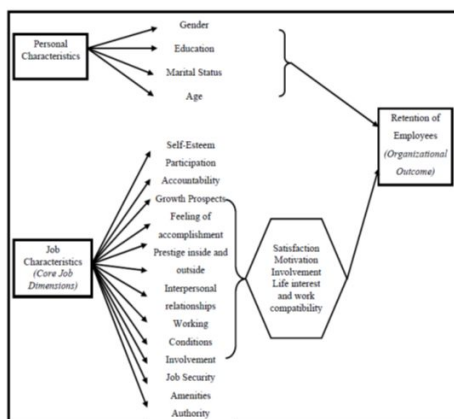 Personal
Characteristics
Gender
Education
Marital Status
Age
Retention of
Employees
(Organizational
Outcome)
Job
Characteristics
(Core Job
Dimensions)
Self-Esteem
Participation
Accountability
Growth Prospects
Feeling of
accomplishment
Prestige inside and
outside
Interpersonal
relationships
Working
Conditions
Involvement
Job Security
Amenities
Authority
Satisfaction
Motivation
Involvement
Life interest
and work
compatibility